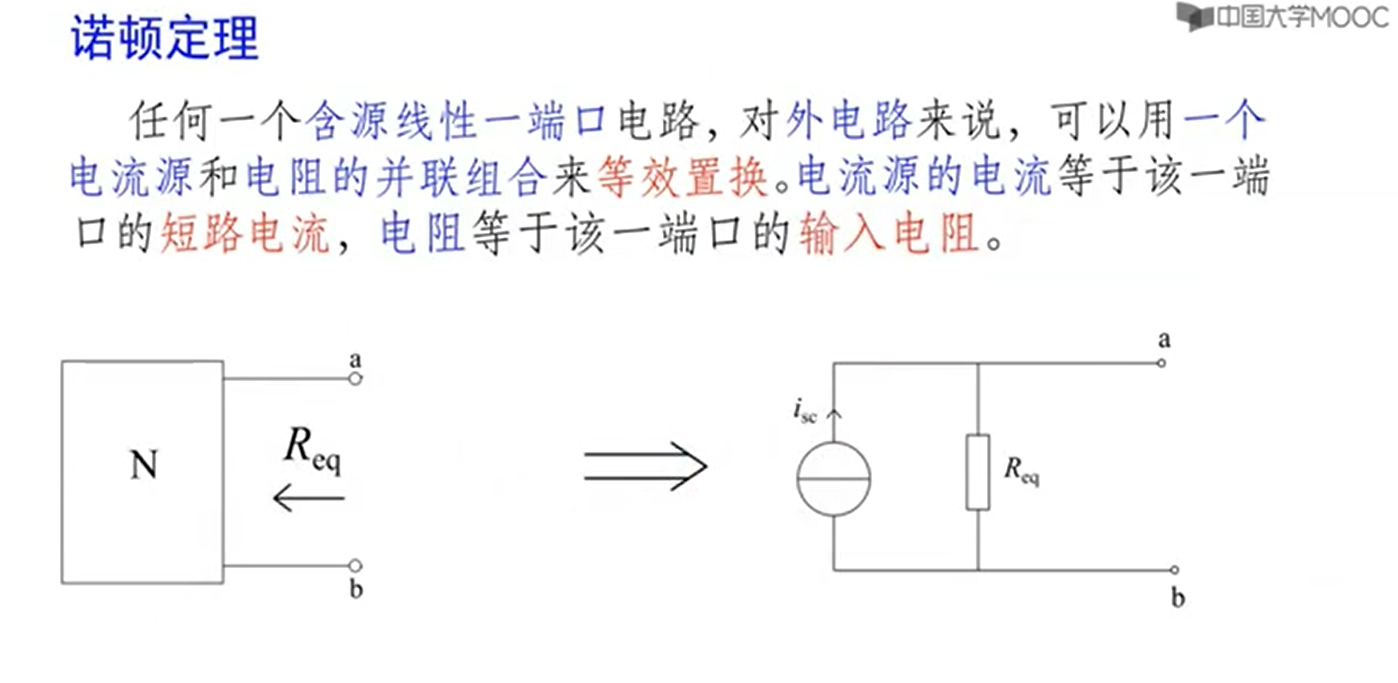 中国大学MOOC
诺顿定理
任何一个含源线性一端口电路，对外电路来说，可以用一个
电流源和电阻的并联组合来等效置换。电流源的电流等于该一端
口的短路电流，电阻等于该一端口的输入电阻。
a
a
isc
N
Req
Req
b
b